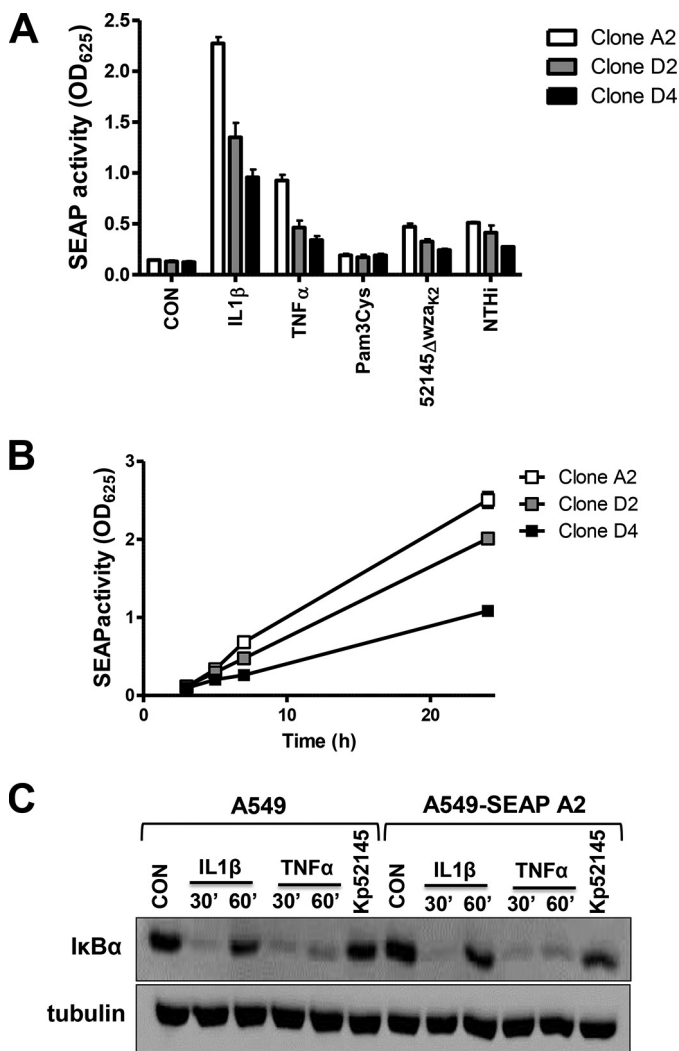 A
SEAP activity (OD625)
2.5
2.0
1.5
1.0
0.5
0.0
CON
IL1β
TNFα
Pam3Cys
52145ΔwzaK2
NTHi
Clone A2
Clone D2
Clone D4
B
SEAPactivity (OD625)
3
2
1
0
0
10
20
Time (h)
Clone A2
Clone D2
Clone D4
C
A549
A549-SEAP A2
CON
IL1β
TNFα
Kp52145
CON
IL1β
TNFα
Kp52145
30’ 60’ 30’ 60’ 30’ 60’ 30’ 60’
IκBα
tubulin